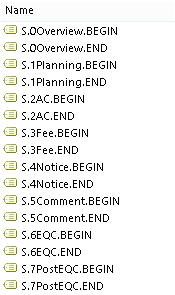 Name
S.0Overview.BEGIN
S.0Overview.END
S.1Planning.BEGIN
S.1Planning.END
S.2AC.BEGIN
S.2AC.END
S.3Fee.BEGIN
S.3Fee.END
S.4Notice.BEGIN
S.4Notice.END
S.5Comment.BEGIN
S.5Comment.END
S.6EQC.BEGIN
S.6EQC.END
S.7PostEQC.BEGIN
S.7PostEQC.END